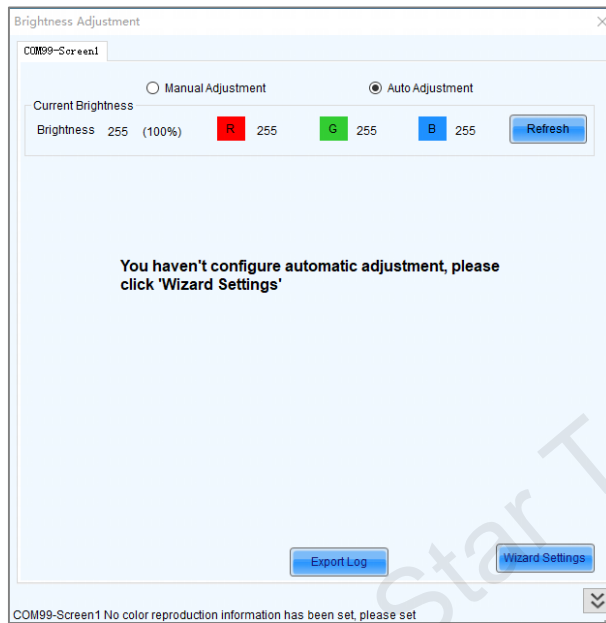 Brightness Adjustment
COM99-Screen1
Manual Adjustment Auto Adjustment
Current Brightness
Brightness 255 (100%) R 255 G 255 B 255 Refresh
You haven't configure automatic adjustment, please
click 'Wizard Settings'
Star T
Export Log Wizard Settings
COM99-Screen1 No color reproduction information has been set, please set